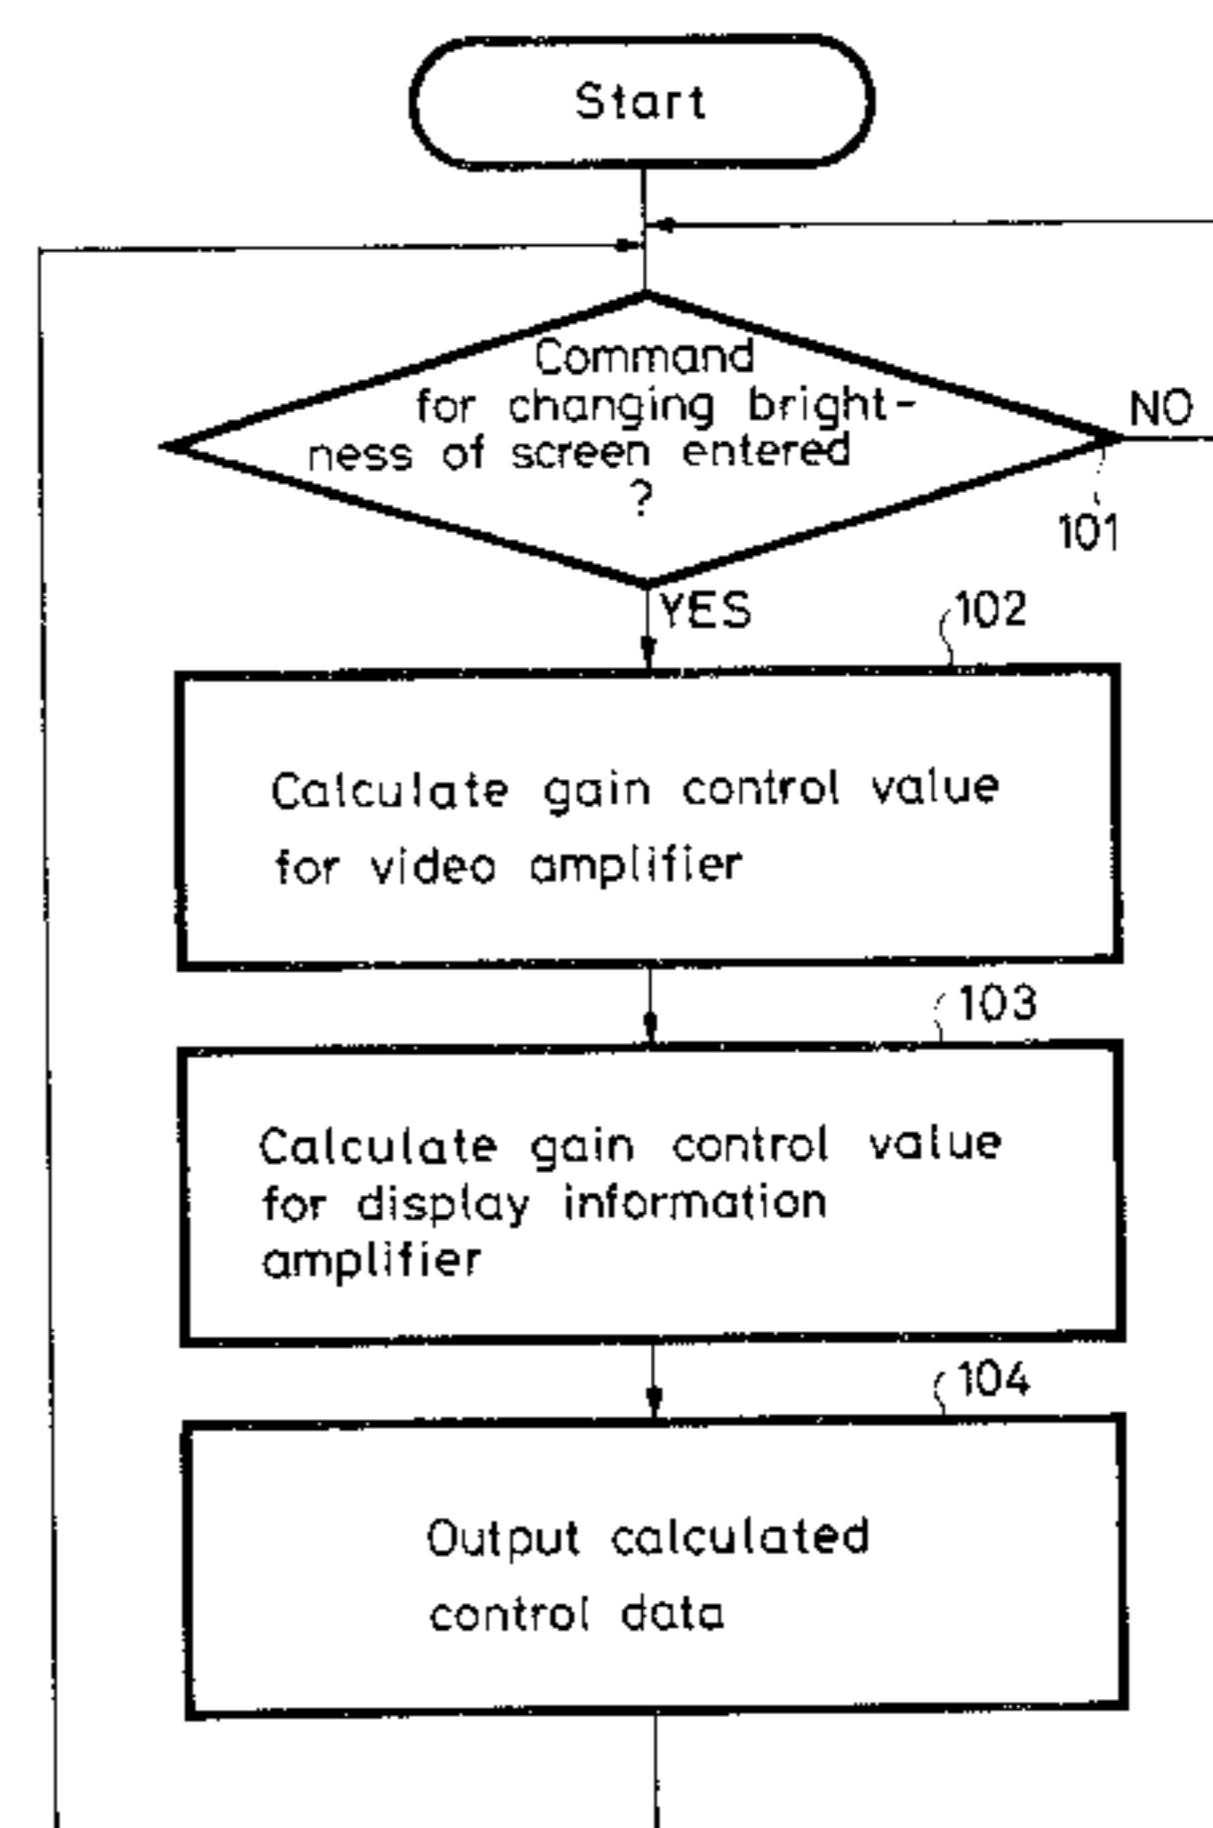 Start
Command
for changing bright-
ness of screen entered
?
NO
101
YES
102
Calculate gain control value
for video amplifier
103
Calculate gain control value
for display information
amplifier
104
Output calculated
control data